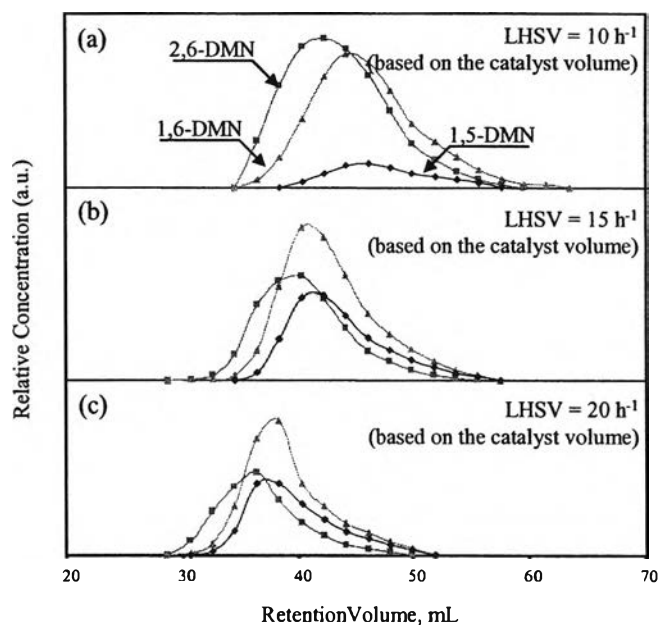 (a)
LHSV = 10 h-1
(based on the catalyst volume)
2,6-DMN
1,6-DMN
1,5-DMN
(b)
LHSV = 15 h-1
(based on the catalyst volume)
(c)
LHSV = 20 h-1
(based on the catalyst volume)
Relative Concentration (a.u.)
20 30 40 50 60 70
RetentionVolume, mL